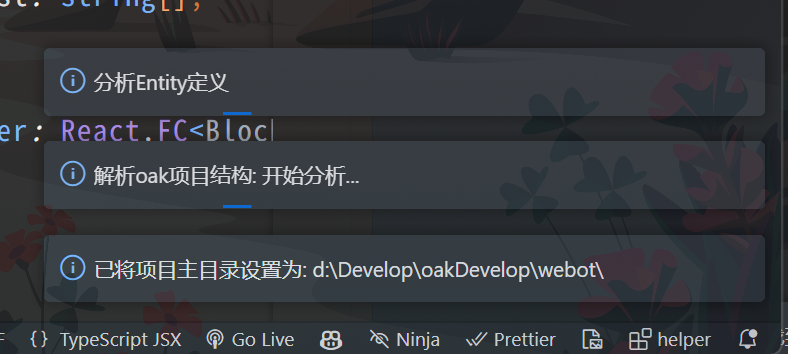 string[];
分析Entity定义
er: React.FC<Bloc
解析oak项目结构: 开始分析...
已将项目主目录设置为: d:\Develop\oakDevelop\webot\
{} TypeScript JSX Go Live Ninja Prettier helper